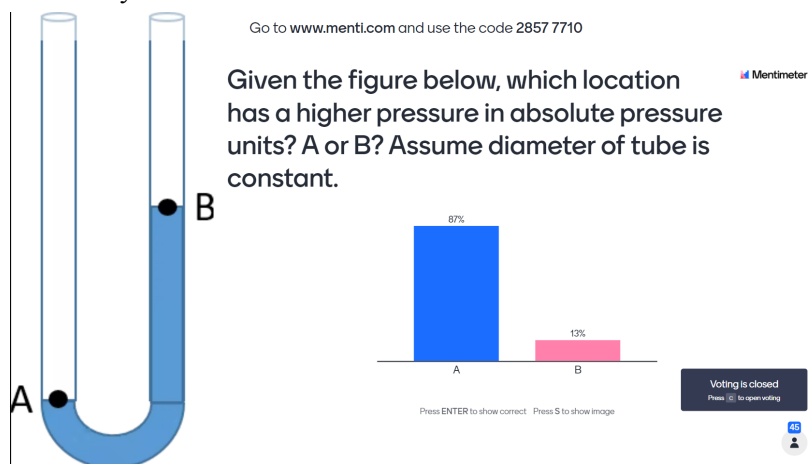 Go to www.menti.com and use the code 2857 7710
Mentimeter
Given the figure below, which location
has a higher pressure in absolute pressure
units? A or B? Assume diameter of tube is
constant.
B
A
87%
13%
A
B
Voting is closed
Press C to open voting
Press ENTER to show correct Press S to show image
45